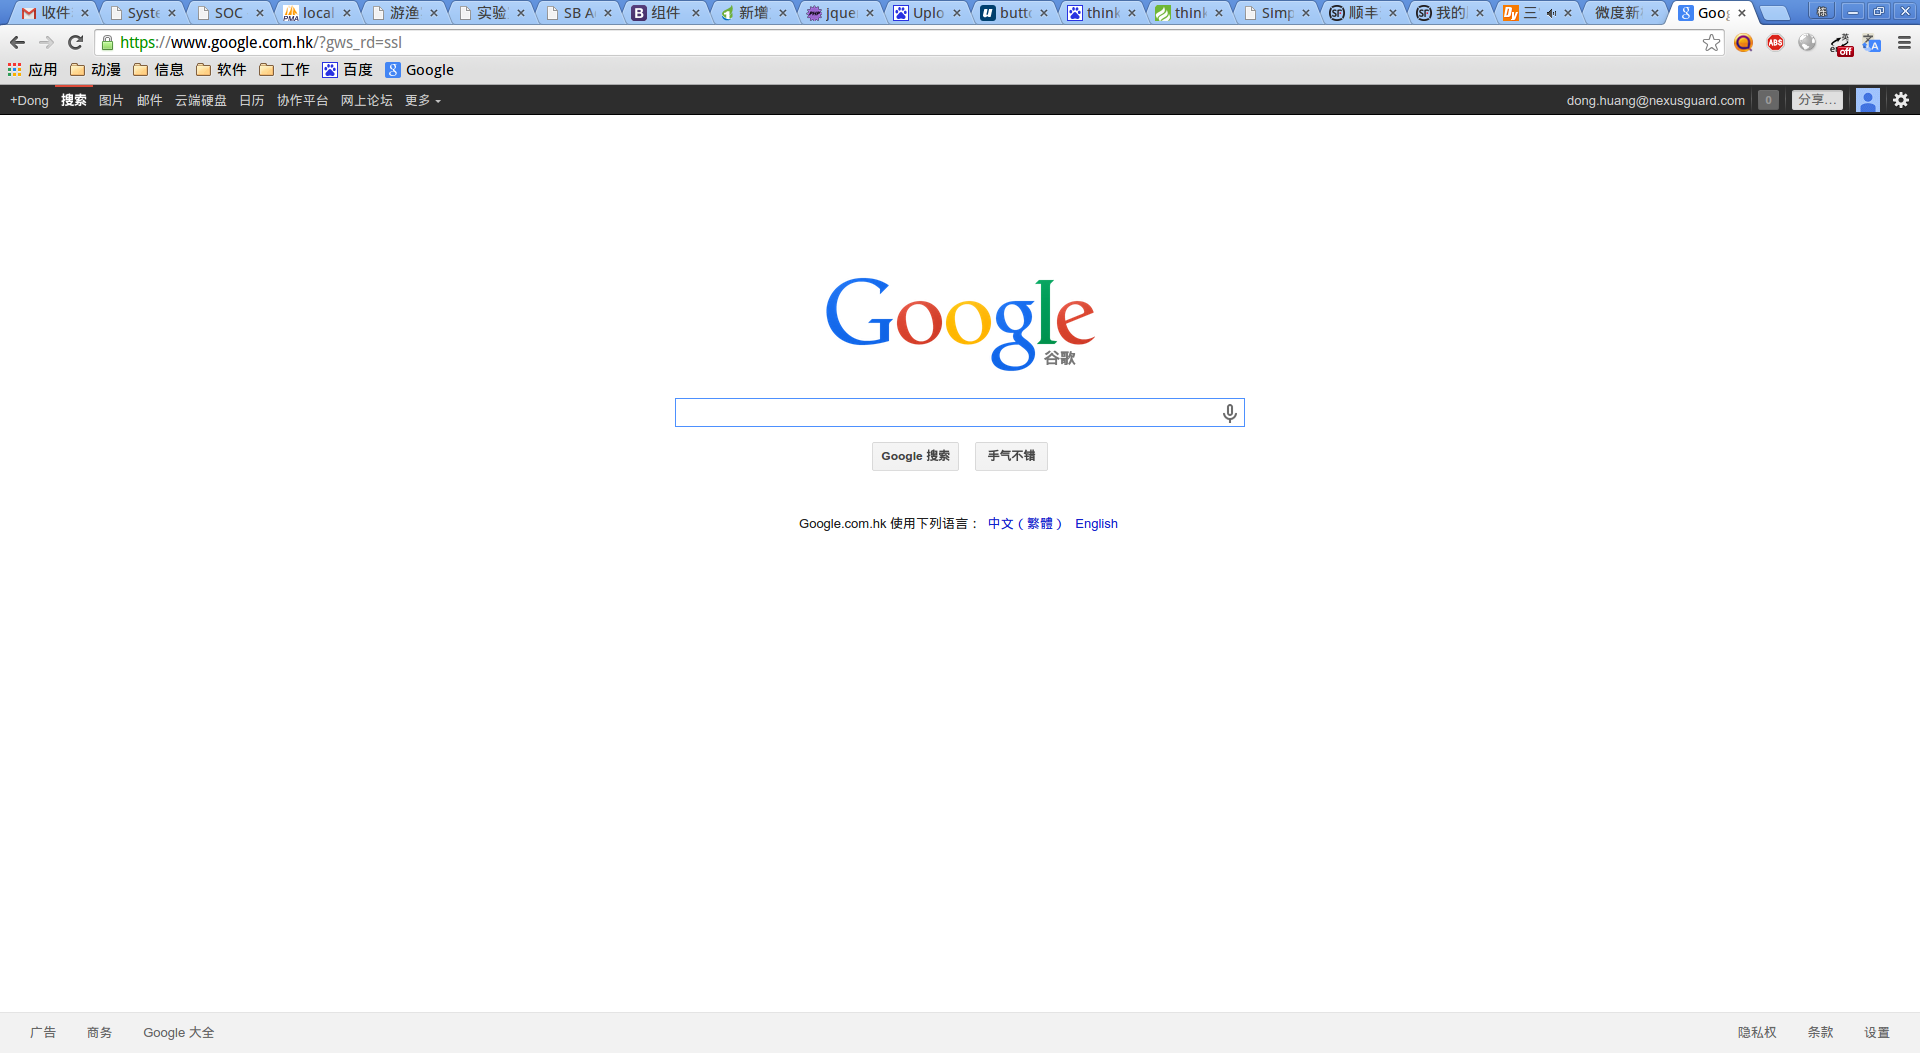 收件 Syst SOC local 游渔 实验 SB A 组件 新增 jque Uplo butt think think Simp 顺丰 我的 三 微度新 Goog
https://www.google.com.hk/?gws_rd=ssl
应用 动漫 信息 软件 工作 百度 Google
+Dong 搜索 图片 邮件 云端硬盘 日历 协作平台 网上论坛 更多 dong.huang@nexusguard.com 0 分享...
Google
谷歌
Google 搜索 手气不错
Google.com.hk 使用下列语言： 中文（繁體） English
广告 商务 Google 大全 隐私权 条款 设置